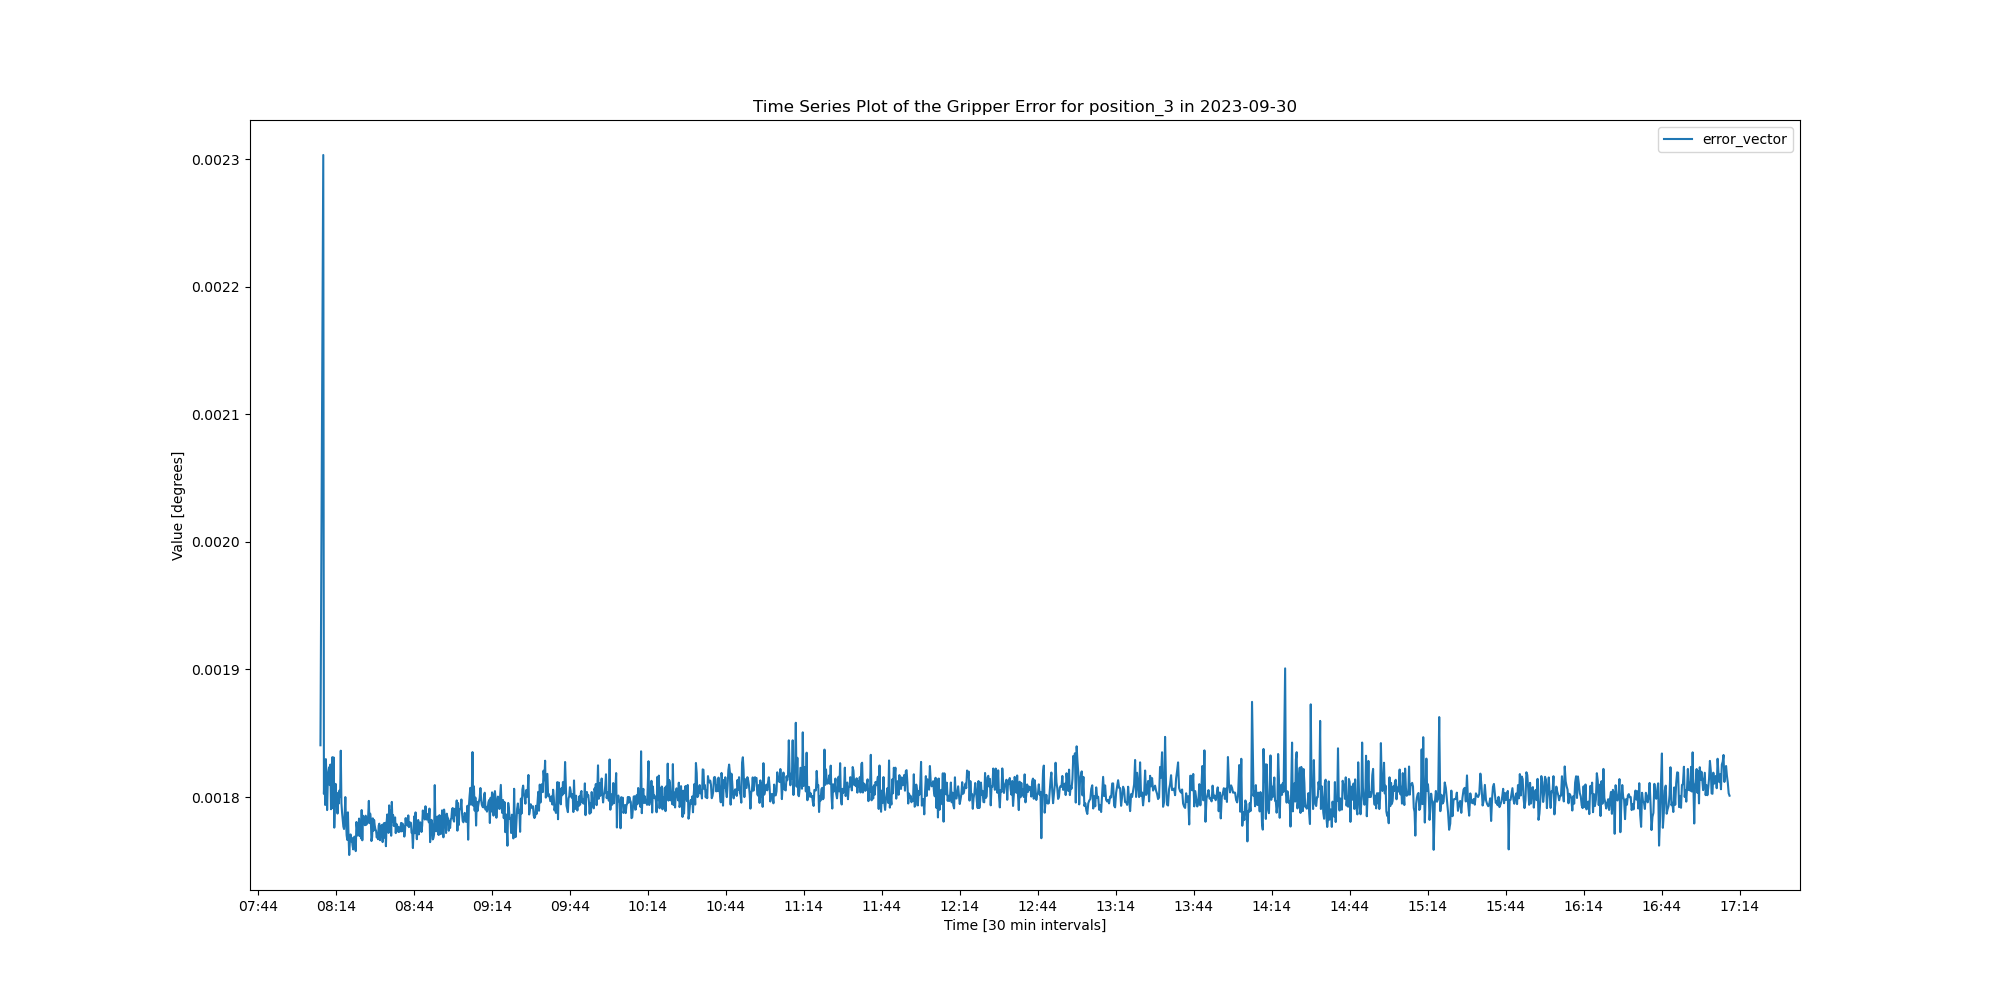 Time Series Plot of the Gripper Error for position_3 in 2023-09-30
error_vector
0.0023
0.0022
0.0021
0.0020
0.0019
0.0018
Value [degrees]
07:44 08:14 08:44 09:14 09:44 10:14 10:44 11:14 11:44 12:14 12:44 13:14 13:44 14:14 14:44 15:14 15:44 16:14 16:44 17:14
Time [30 min intervals]